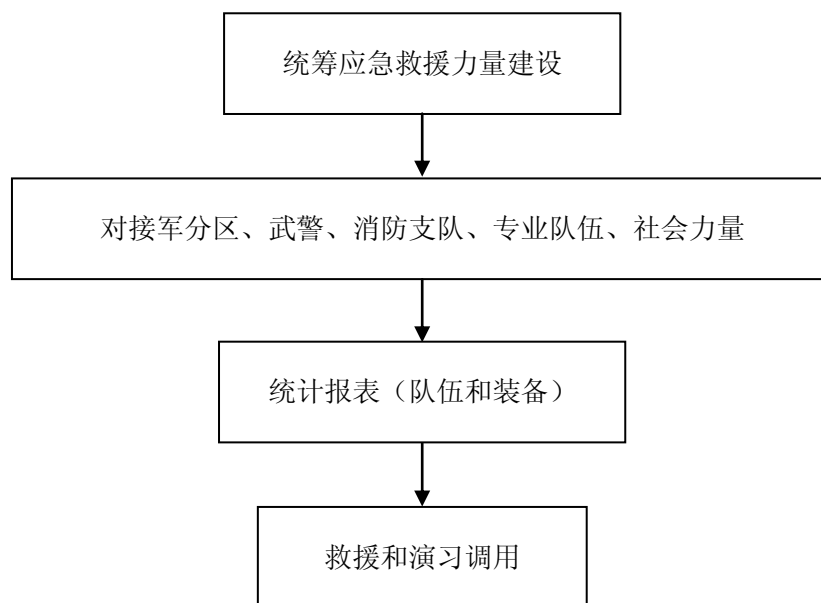 统筹应急救援力量建设
对接军分区、武警、消防支队、专业队伍、社会力量
统计报表（队伍和装备）
救援和演习调用